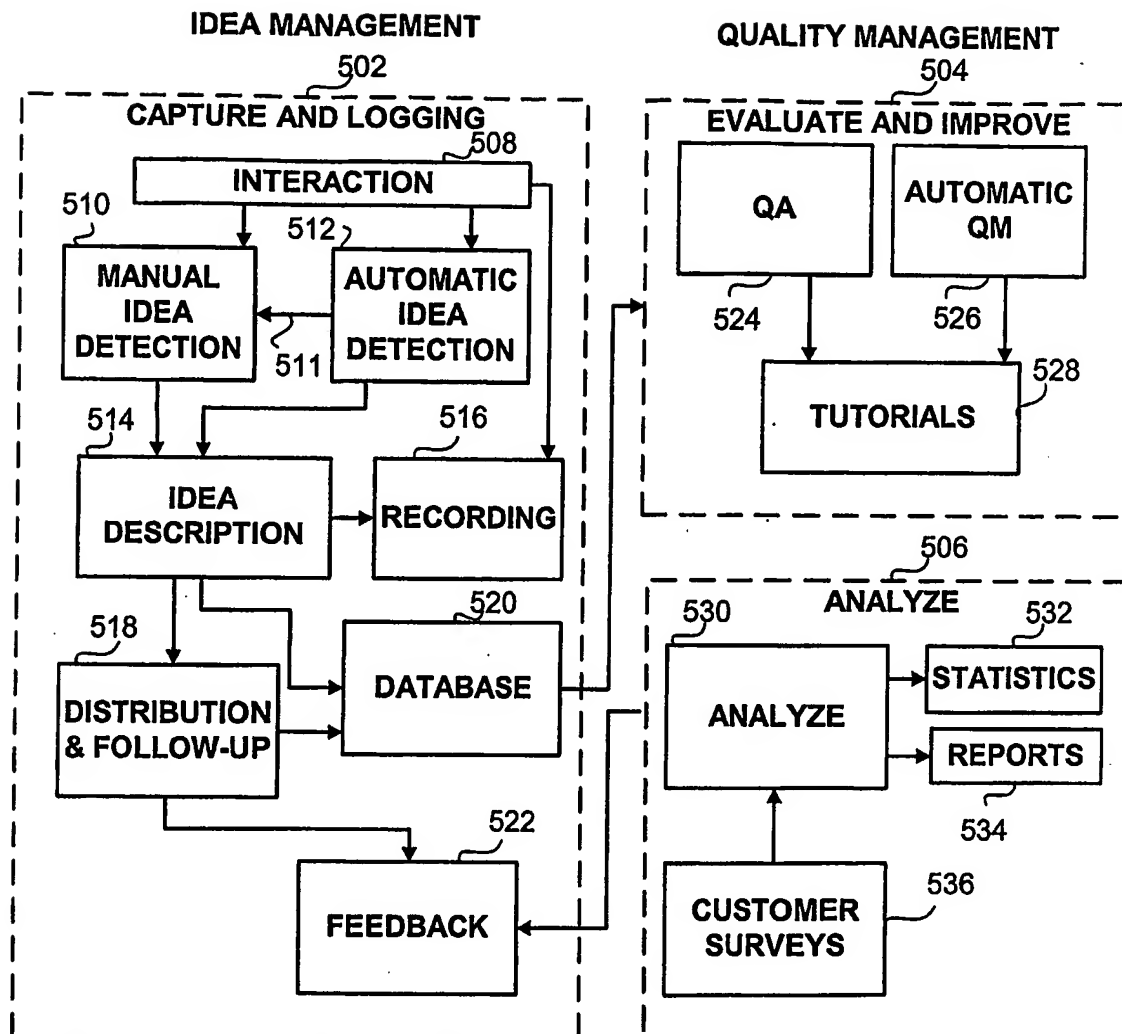 IDEA MANAGEMENT
502
CAPTURE AND LOGGING
508
INTERACTION
510
512
MANUAL
IDEA
DETECTION
AUTOMATIC
IDEA
DETECTION
511
514
516
IDEA
DESCRIPTION
RECORDING
518
520
DISTRIBUTION
& FOLLOW-UP
DATABASE
522
FEEDBACK
QUALITY MANAGEMENT
504
EVALUATE AND IMPROVE
QA
AUTOMATIC
QM
524
526
528
TUTORIALS
506
ANALYZE
530
532
ANALYZE
STATISTICS
REPORTS
534
CUSTOMER
SURVEYS
536